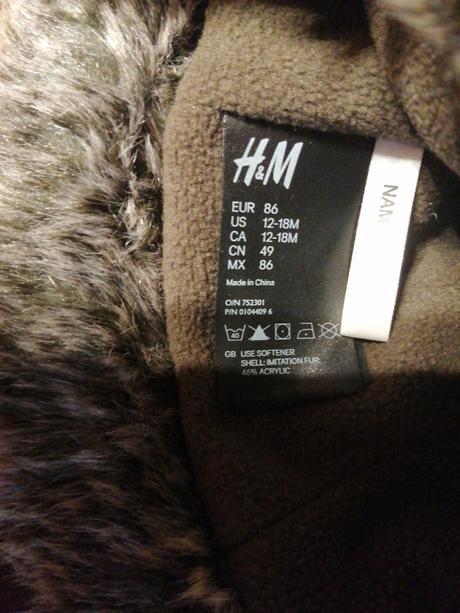 H&M
EUR 86
US 12-18M
CA 12-18M
CN 49
MX 86
Made in China
O/N 752301
P/N 0104409 6
40
GB USE SOFTENER
SHELL: IMITATION FUR:
46% ACRYLIC
NAM